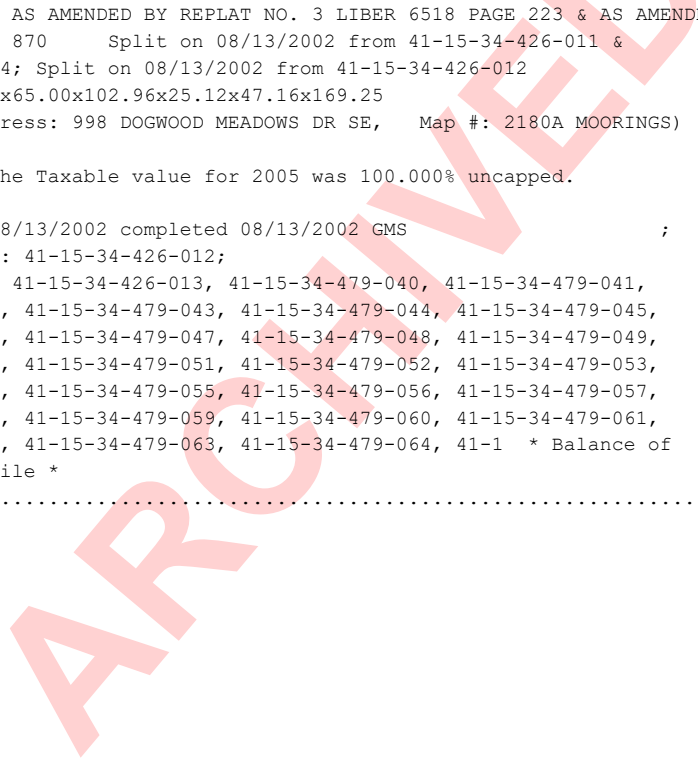 AS AMENDED BY REPLAT NO. 3 LIBER 6518 PAGE 223 & AS AMEND
870 Split on 08/13/2002 from 41-15-34-426-011 &
4; Split on 08/13/2002 from 41-15-34-426-012
x65.00x102.96x25.12x47.16x169.25
ress: 998 DOGWOOD MEADOWS DR SE, Map #: 2180A MOORINGS)
he Taxable value for 2005 was 100.000% uncapped.
8/13/2002 completed 08/13/2002 GMS ;
: 41-15-34-426-012;
41-15-34-426-013, 41-15-34-479-040, 41-15-34-479-041,
, 41-15-34-479-043, 41-15-34-479-044, 41-15-34-479-045,
, 41-15-34-479-047, 41-15-34-479-048, 41-15-34-479-049,
, 41-15-34-479-051, 41-15-34-479-052, 41-15-34-479-053,
, 41-15-34-479-055, 41-15-34-479-056, 41-15-34-479-057,
, 41-15-34-479-059, 41-15-34-479-060, 41-15-34-479-061,
, 41-15-34-479-063, 41-15-34-479-064, 41-1 * Balance of
ile *
..........................................................
ARCHIVED